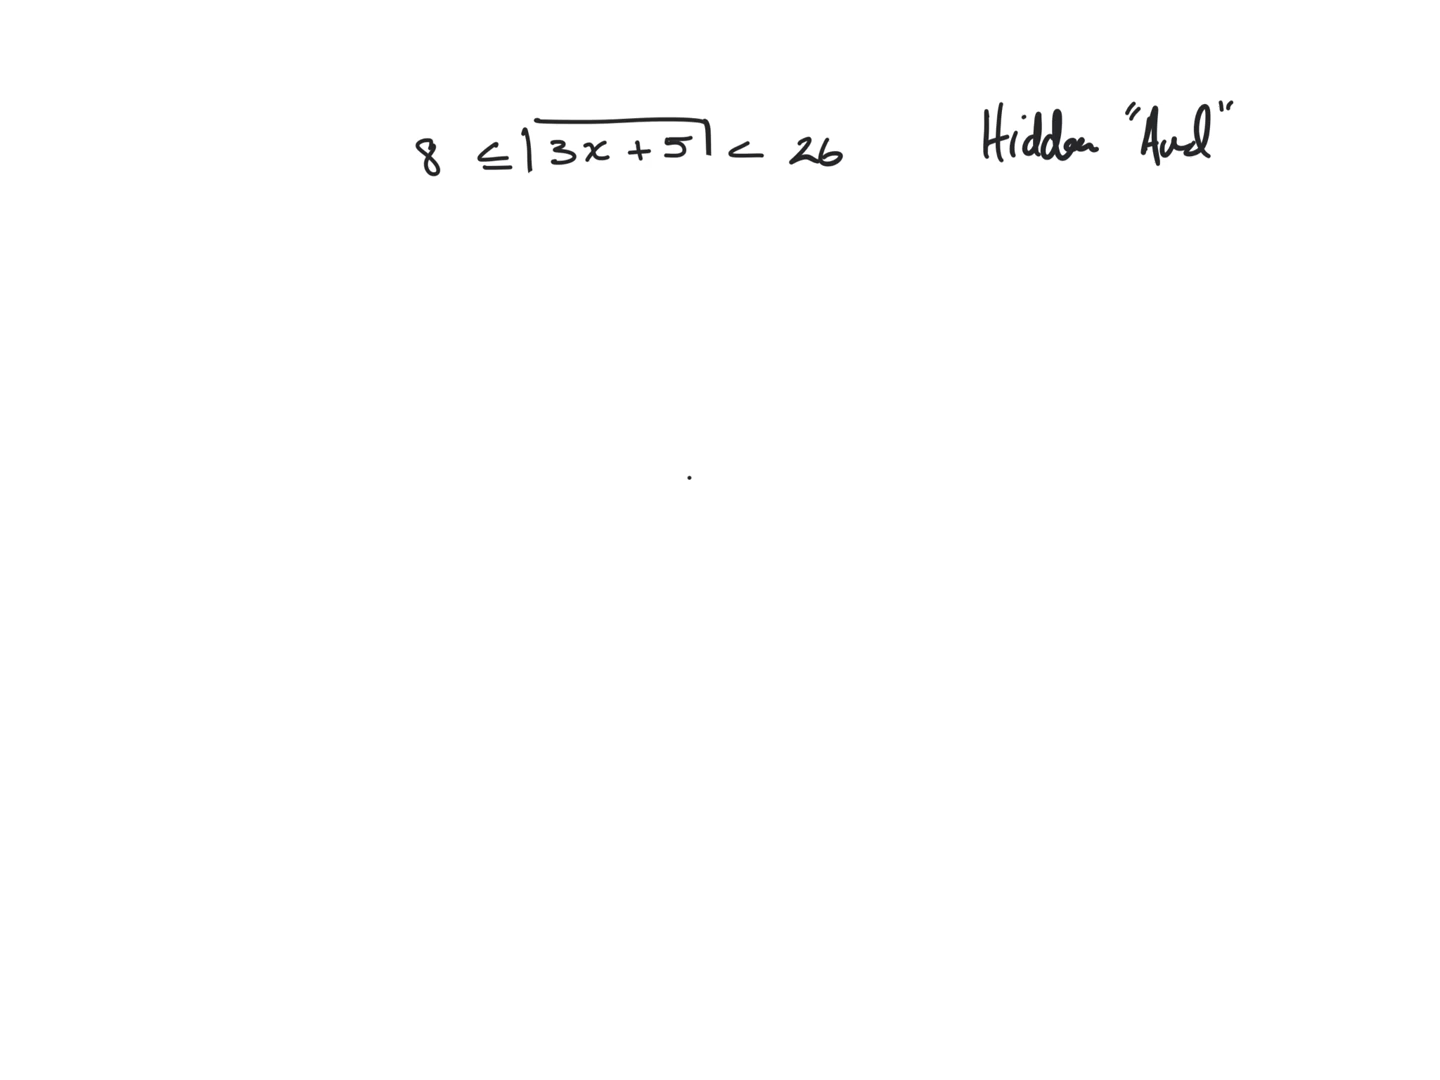 8 ≤ |3x + 5| < 26 Hidden "And"